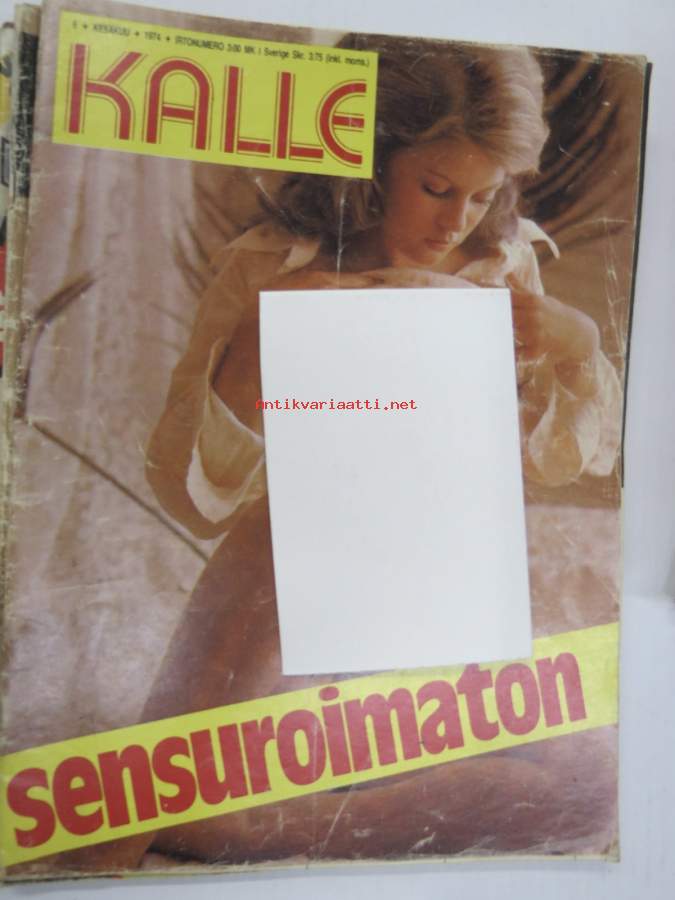 6 • KESÄKUU • 1974 • IRTONUMERO 3:00 MK I Sverige Skr. 3:75 (inkl. moms.)
KALLE
antikvariaatti.net
sensuroimaton